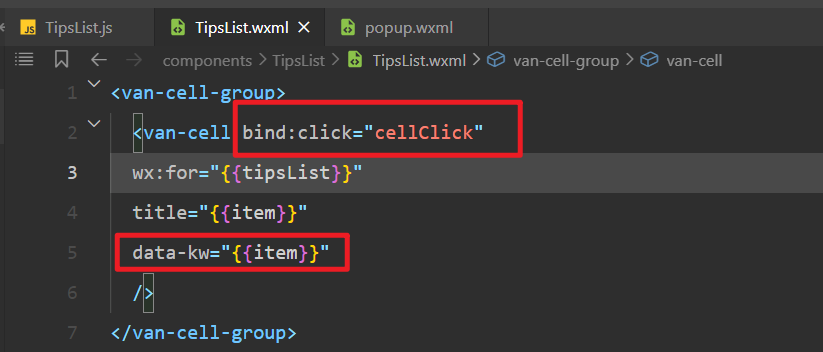 JS TipsList.js TipsList.wxml × popup.wxml
components > TipsList > TipsList.wxml > van-cell-group > van-cell
1 <van-cell-group>
2 <van-cell bind:click="cellClick"
3 wx:for="{{tipsList}}"
4 title="{{item}}"
5 data-kw="{{item}}"
6 />
7 </van-cell-group>